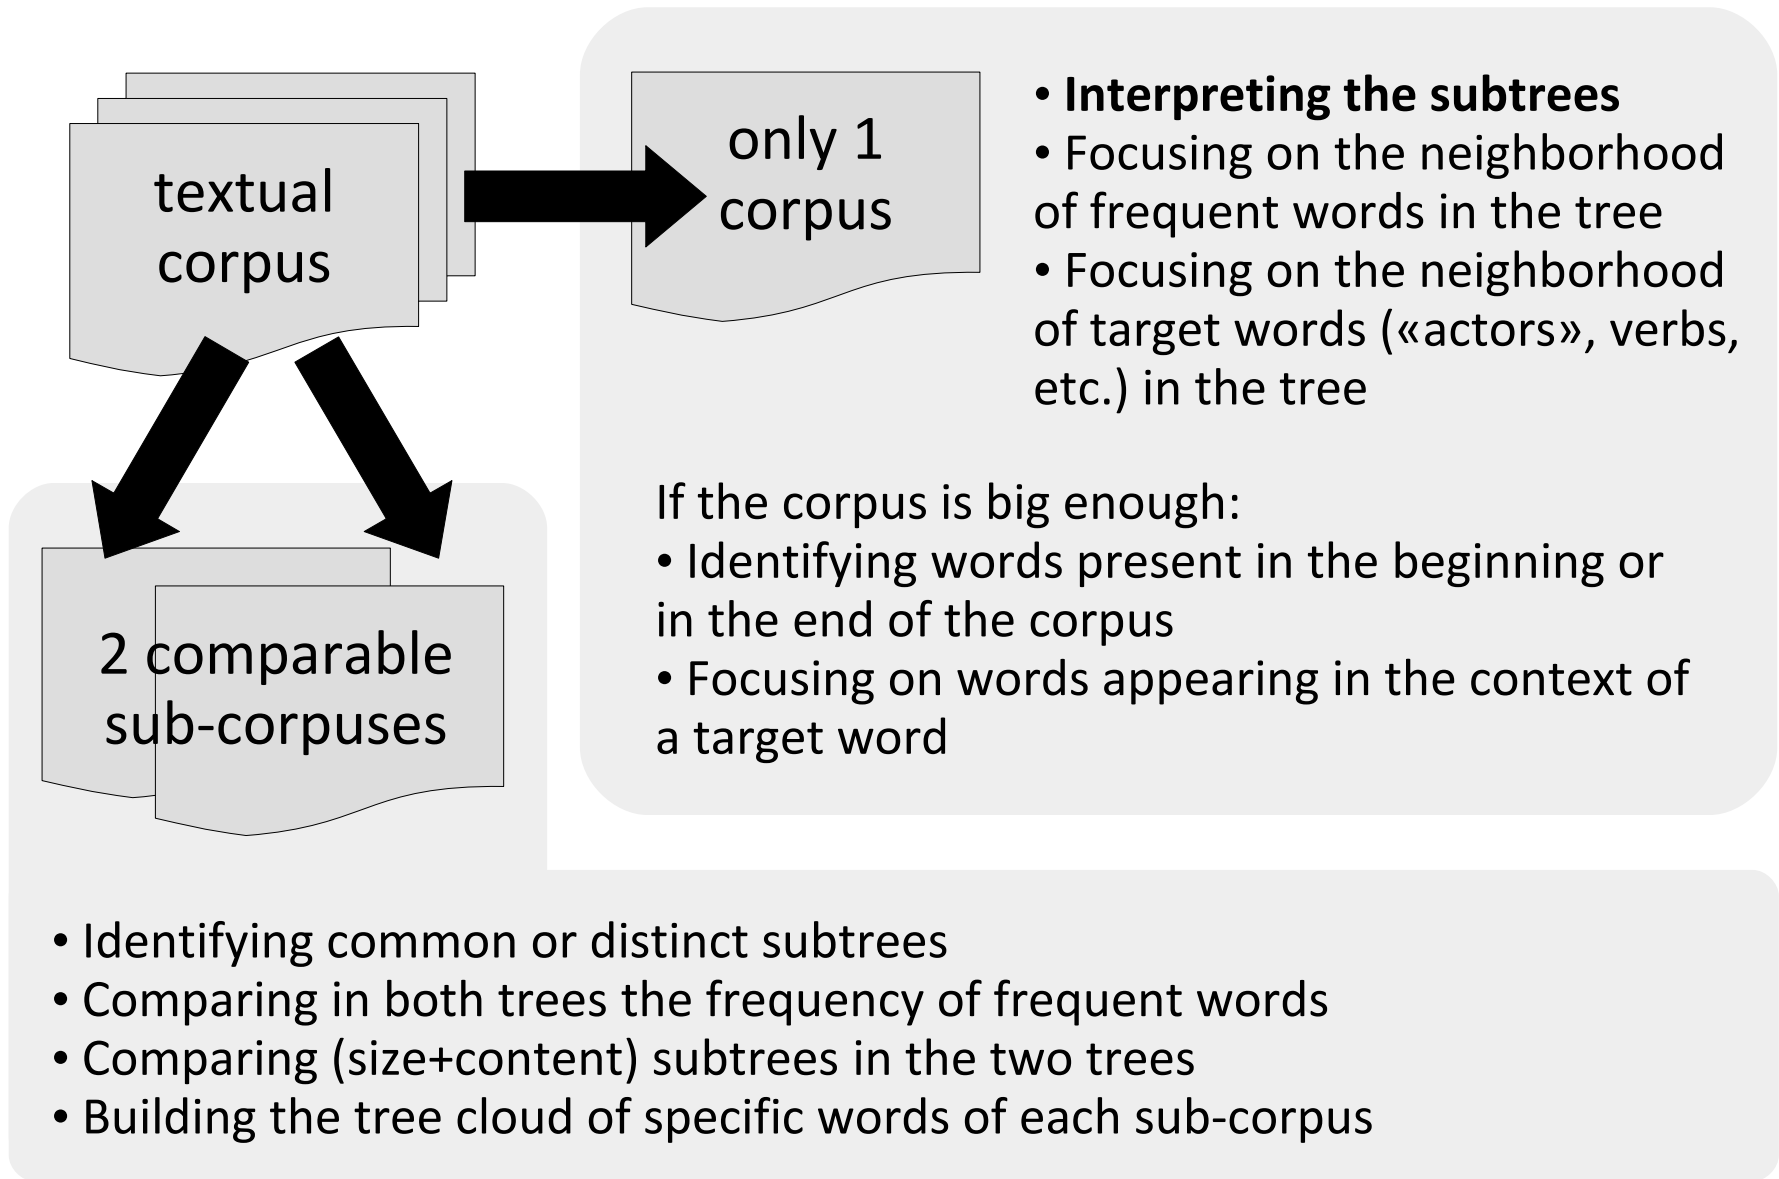 textual
corpus
only 1
corpus
• Interpreting the subtrees
• Focusing on the neighborhood
of frequent words in the tree
• Focusing on the neighborhood
of target words («actors», verbs,
etc.) in the tree
If the corpus is big enough:
• Identifying words present in the beginning or
in the end of the corpus
• Focusing on words appearing in the context of
a target word
2 comparable
sub-corpuses
• Identifying common or distinct subtrees
• Comparing in both trees the frequency of frequent words
• Comparing (size+content) subtrees in the two trees
• Building the tree cloud of specific words of each sub-corpus